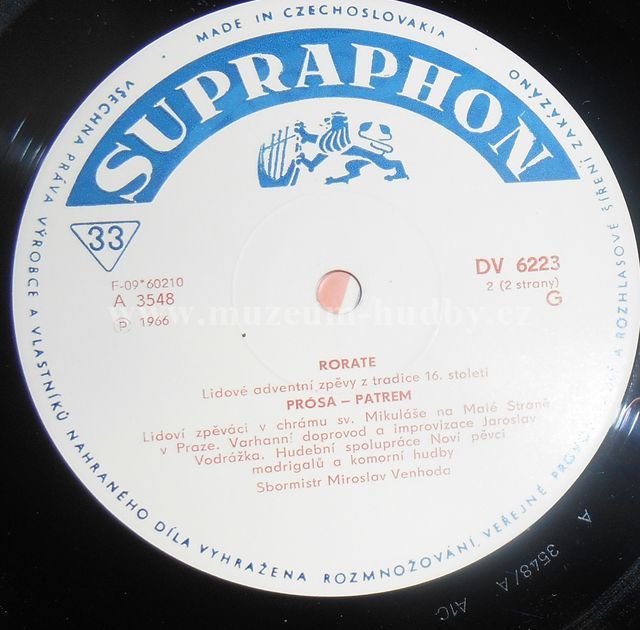 MADE IN CZECHOSLOVAKIA
SUPRAPHON
33
F-09*60210
A 3548
Ⓟ 1966
DV 6223
2 (2 strany)
G
www.muzeum-hudby.cz
RORATE
Lidové adventní zpěvy z tradice 16. století
PRÓSA – PATREM
Lidoví zpěváci v chrámu sv. Mikuláše na Malé Straně
v Praze. Varhanní doprovod a improvizace Jaroslav
Vodrážka. Hudební spolupráce Noví pěvci
madrigalů a komorní hudby
Sbormistr Miroslav Venhoda
VŠECHNA PRÁVA VÝROBCE A VLASTNÍKŮ NAHRANÉHO DÍLA VYHRAŽENA ROZMNOŽOVÁNÍ, VEŘEJNÉ A ROZHLASOVÉ ŠÍŘENÍ ZAKÁZÁNO
A 3548/A A1C